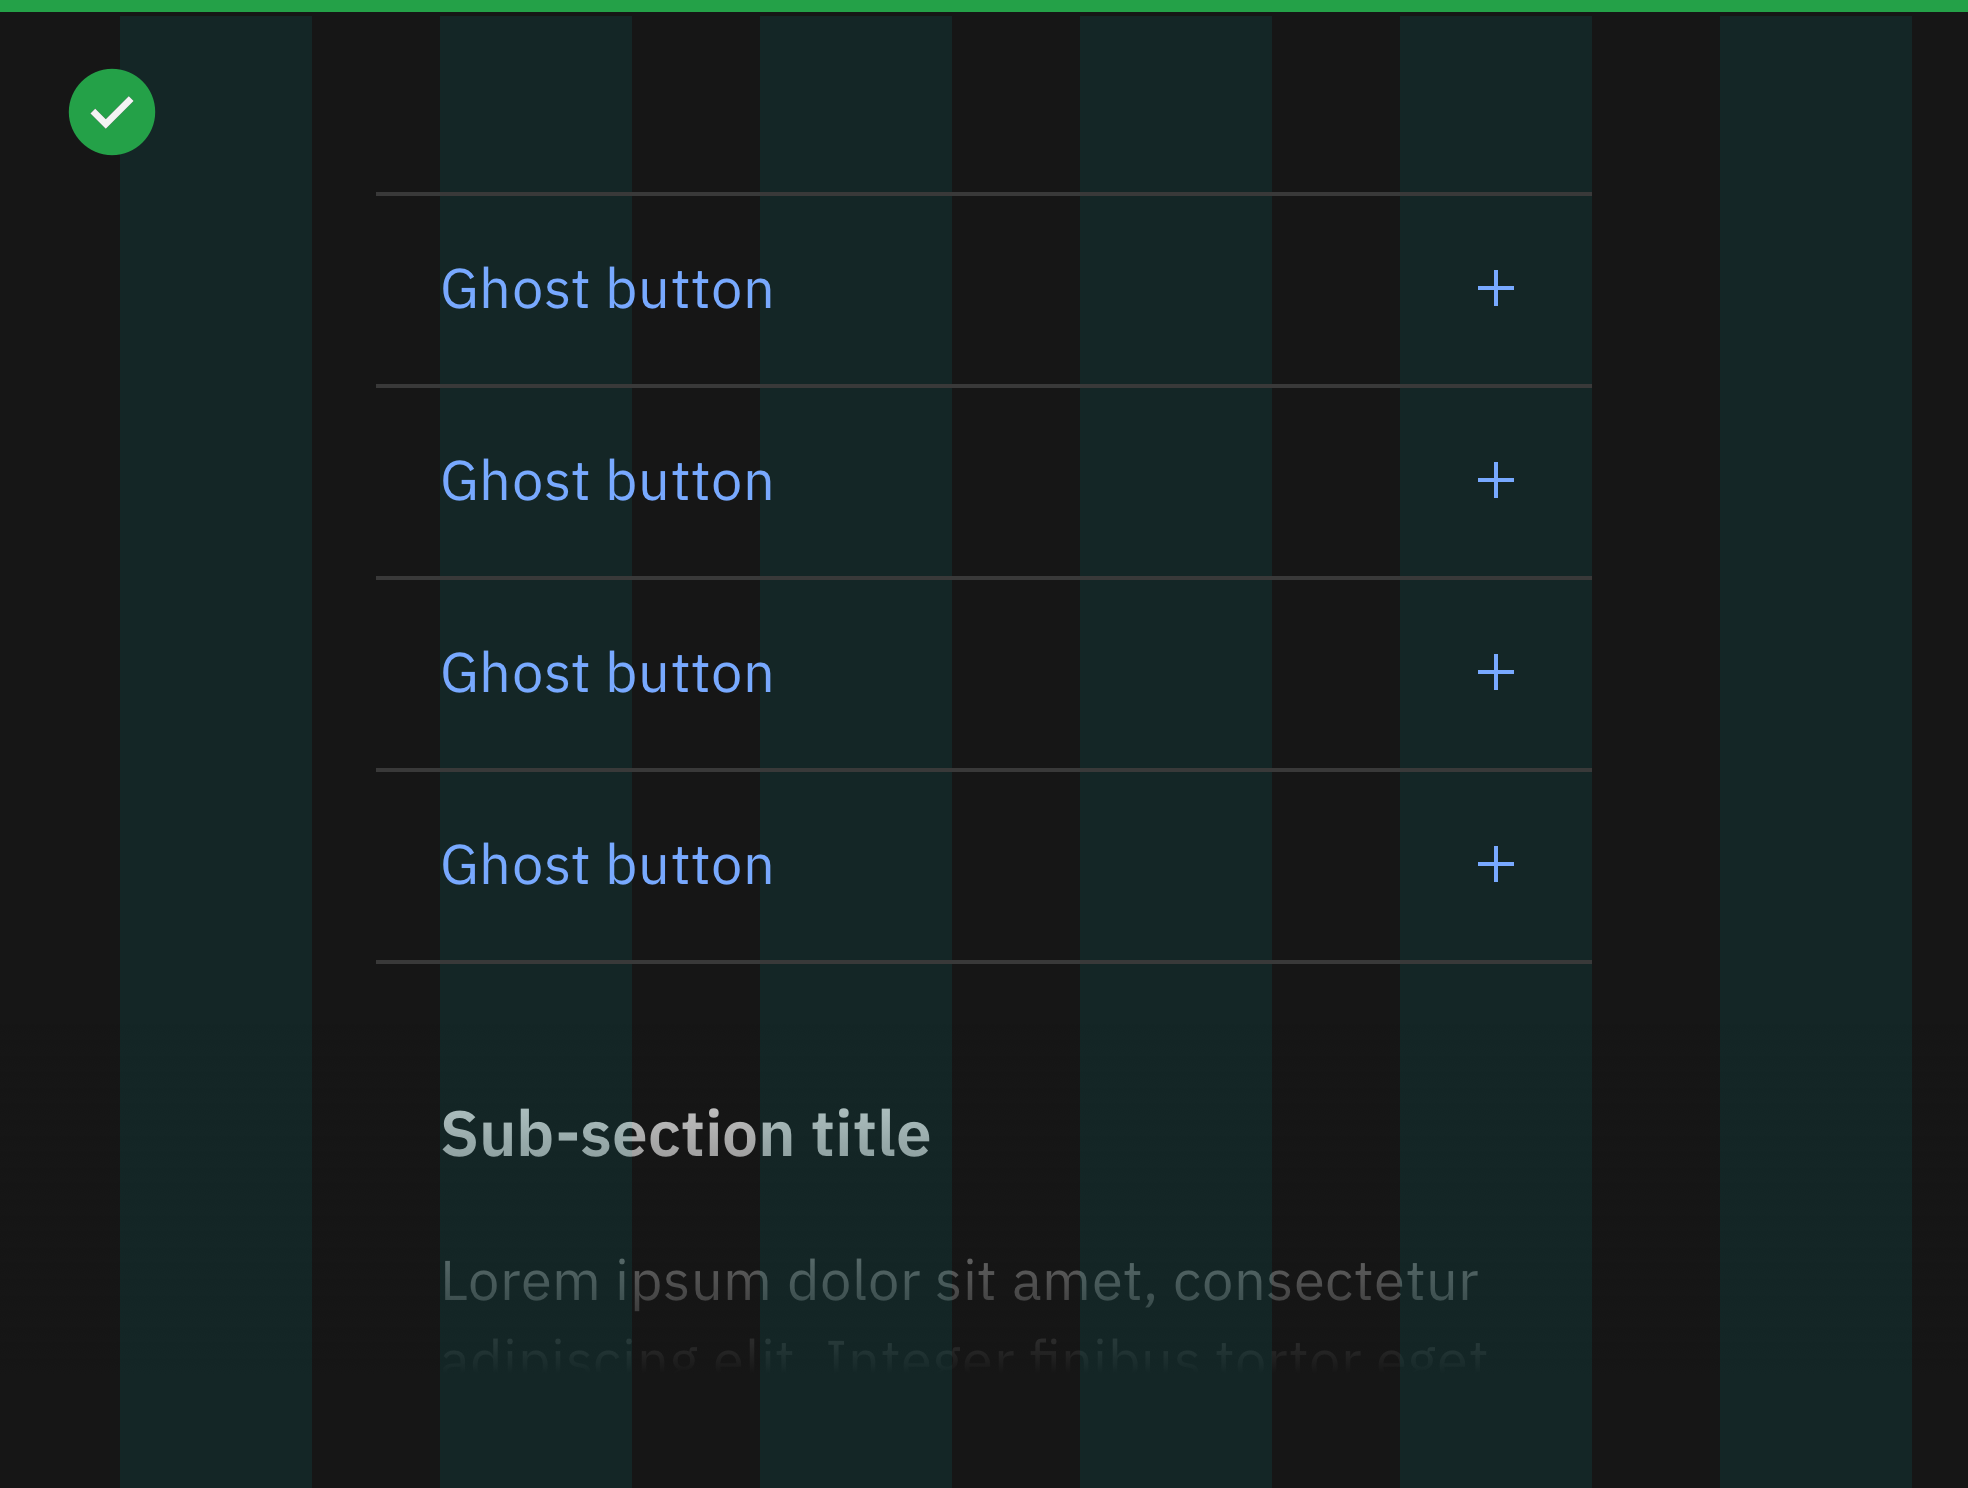 Ghost button
Ghost button
Ghost button
Ghost button
Sub-section title
Lorem ipsum dolor sit amet, consectetur
adipiscing elit. Integer finibus tortor eget